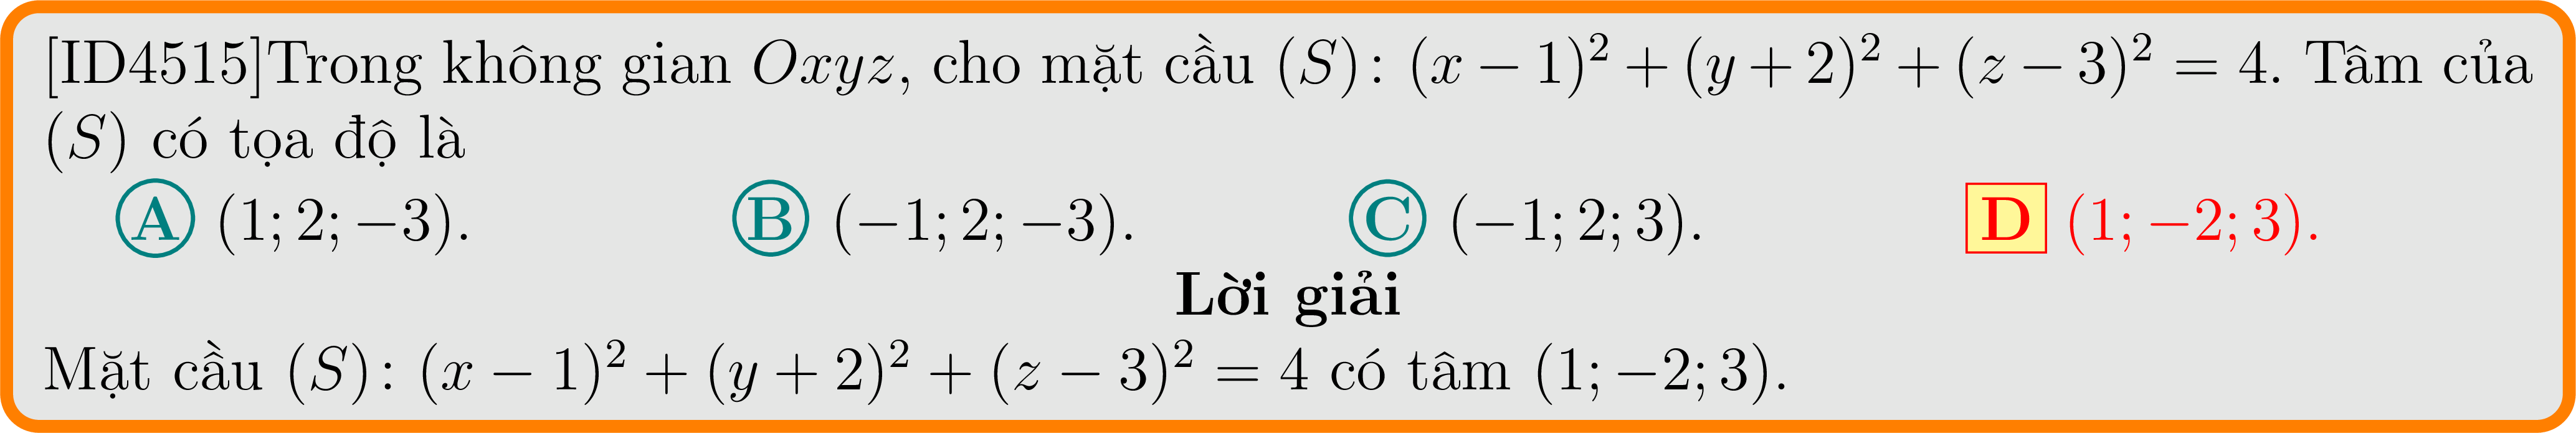 [ID4515]Trong không gian Oxyz, cho mặt cầu (S): (x − 1)² + (y + 2)² + (z − 3)² = 4. Tâm của
(S) có tọa độ là
A (1; 2; −3). B (−1; 2; −3). C (−1; 2; 3). D (1; −2; 3).
Lời giải
Mặt cầu (S): (x − 1)² + (y + 2)² + (z − 3)² = 4 có tâm (1; −2; 3).